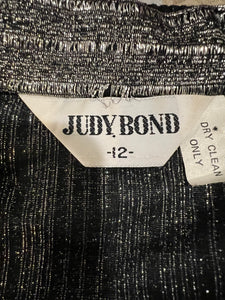 JUDY BOND
-12-
DRY CLEAN
ONLY